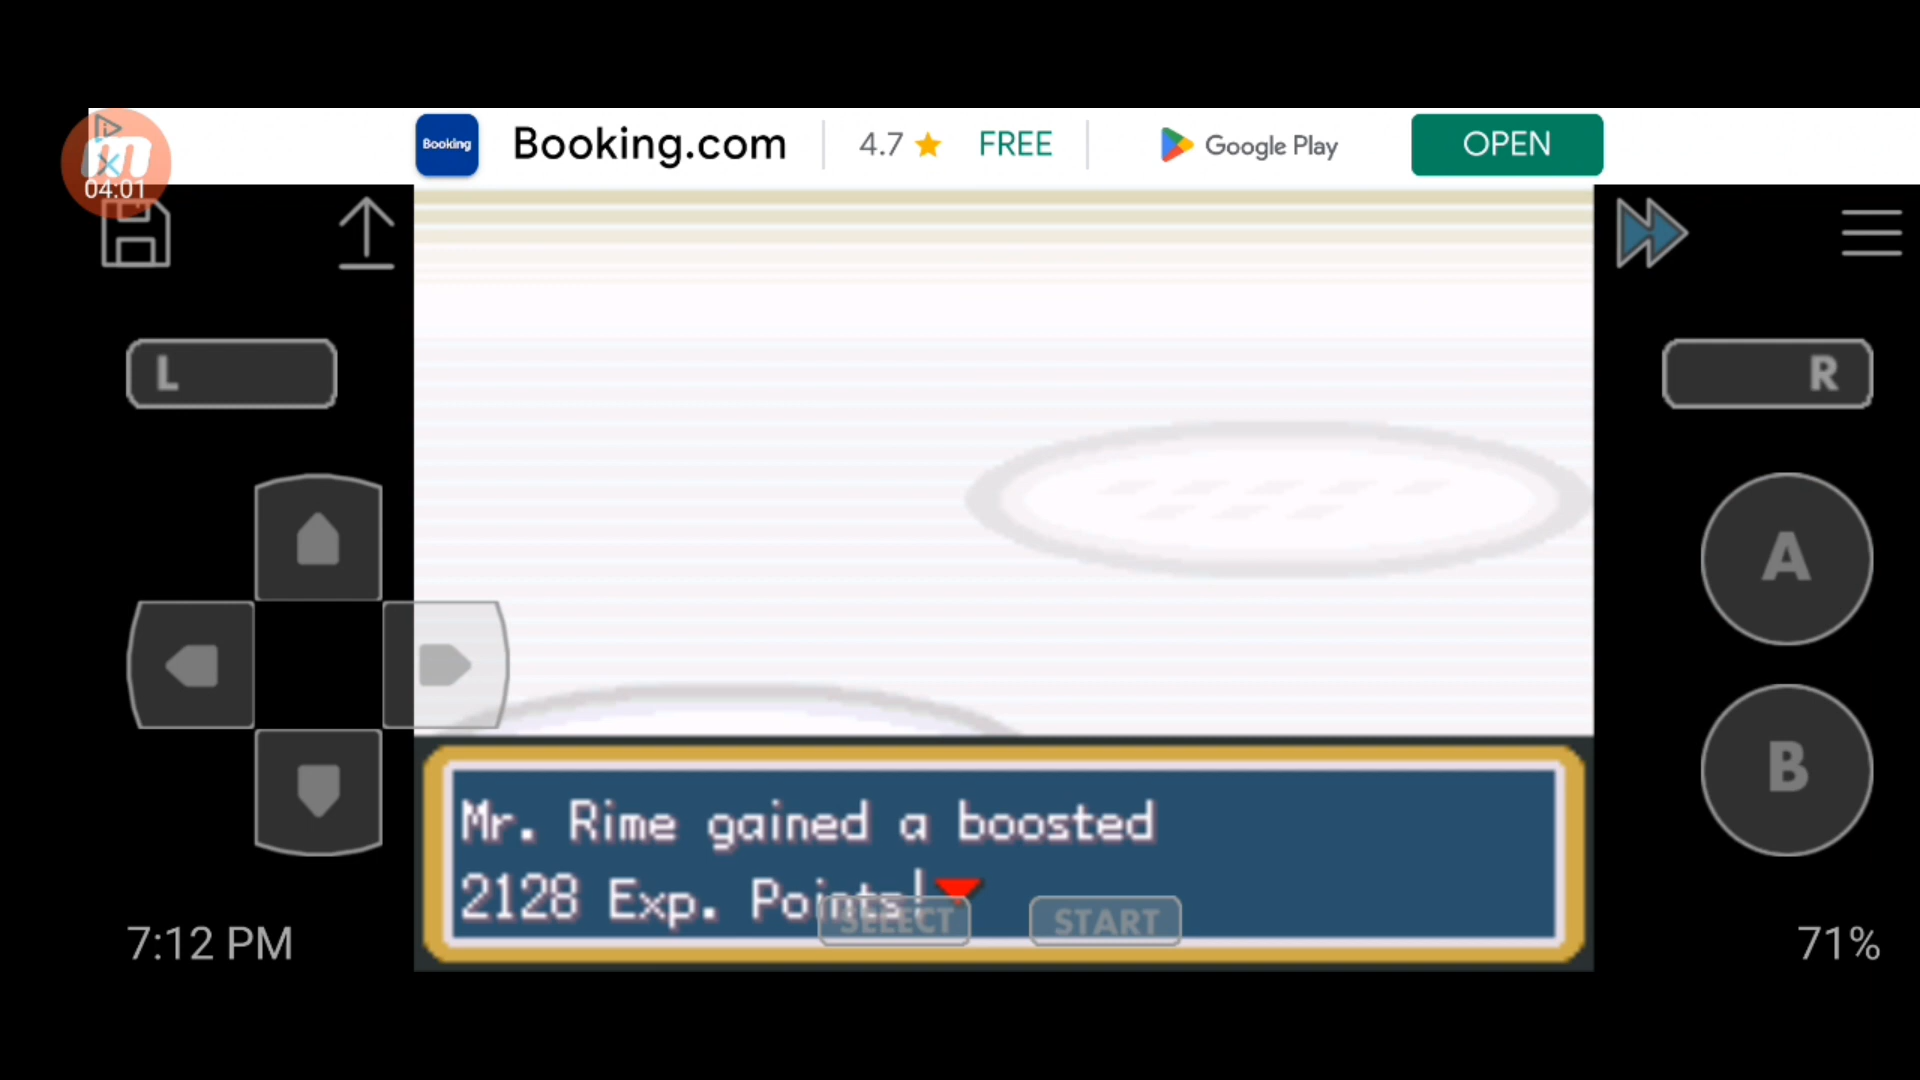 Booking
Booking.com
4.7
FREE
Google Play
OPEN
m
04:01
L
R
A
B
Mr. Rime gained a boosted
2128 Exp. Points!
SELECT
START
7:12 PM
71%